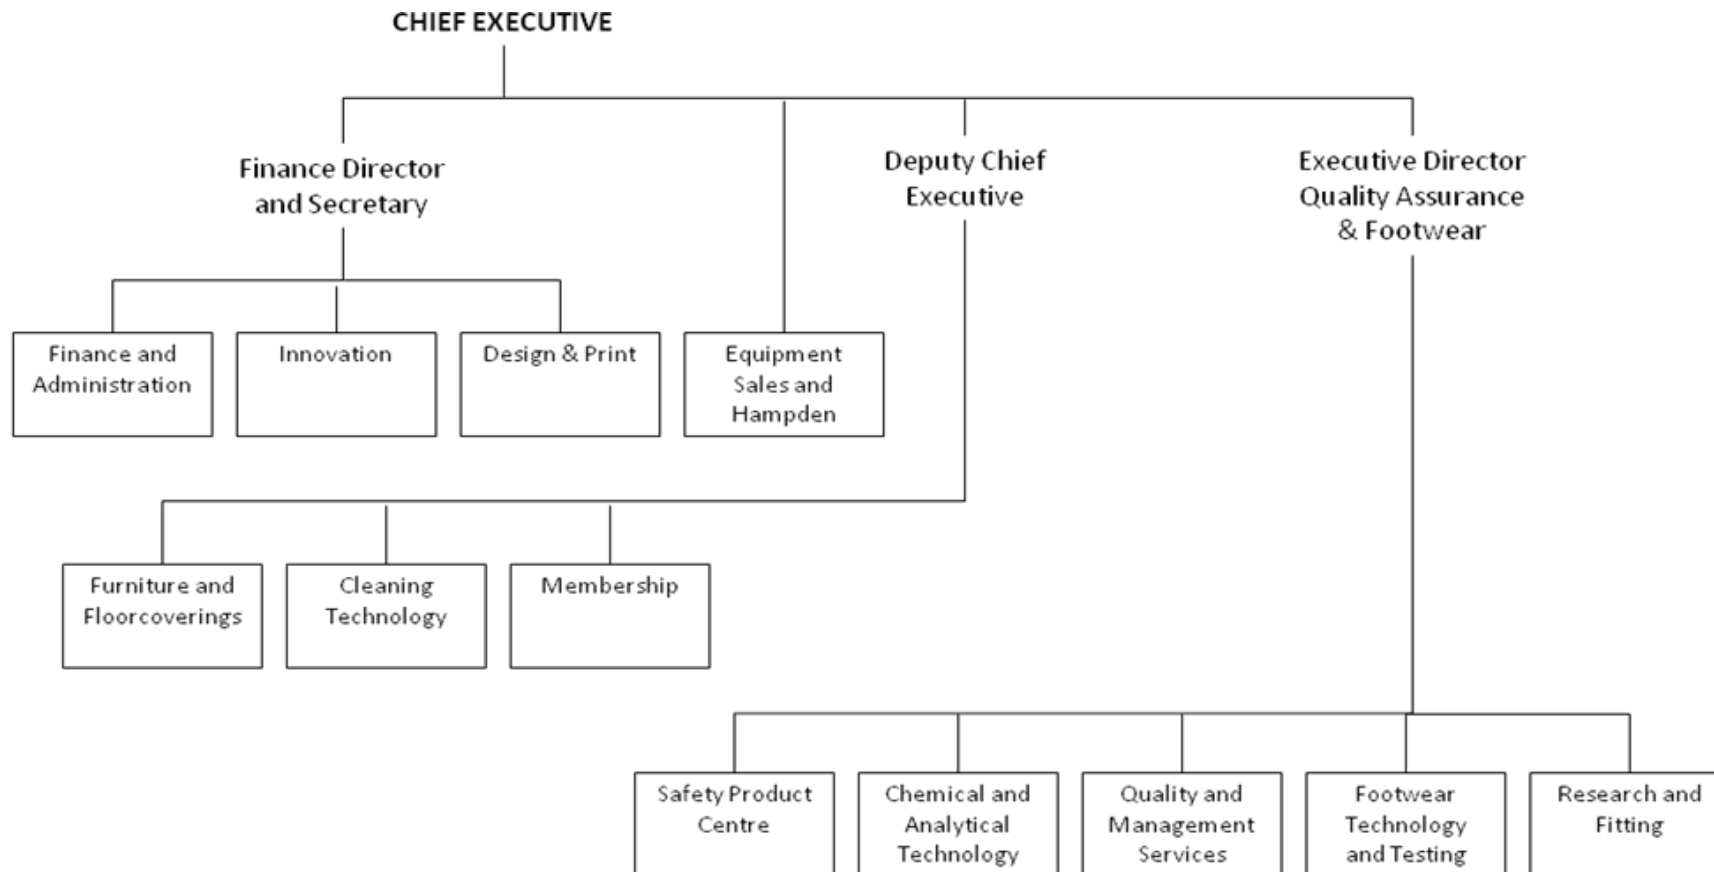 CHIEF EXECUTIVE
Finance Director
and Secretary
Deputy Chief
Executive
Executive Director
Quality Assurance
& Footwear
Finance and
Administration
Innovation
Design & Print
Equipment
Sales and
Hampden
Furniture and
Floorcoverings
Cleaning
Technology
Membership
Safety Product
Centre
Chemical and
Analytical
Technology
Quality and
Management
Services
Footwear
Technology
and Testing
Research and
Fitting